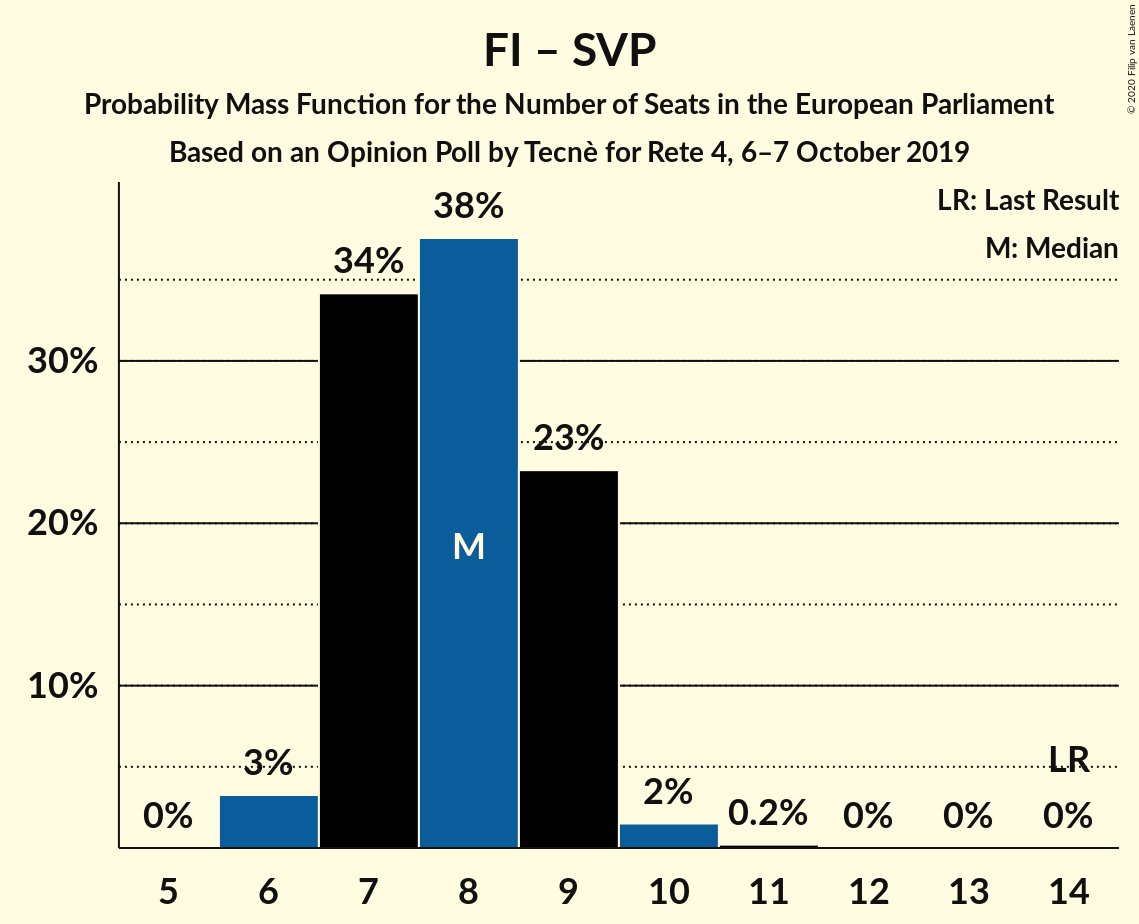 FI – SVP
Probability Mass Function for the Number of Seats in the European Parliament
Based on an Opinion Poll by Tecnè for Rete 4, 6–7 October 2019
© 2020 Filip van Laenen
LR: Last Result
M: Median
38%
34%
30%
23%
20%
M
10%
3%
LR
2%
0%
0.2%
0%
0%
0%
5 6 7 8 9 10 11 12 13 14